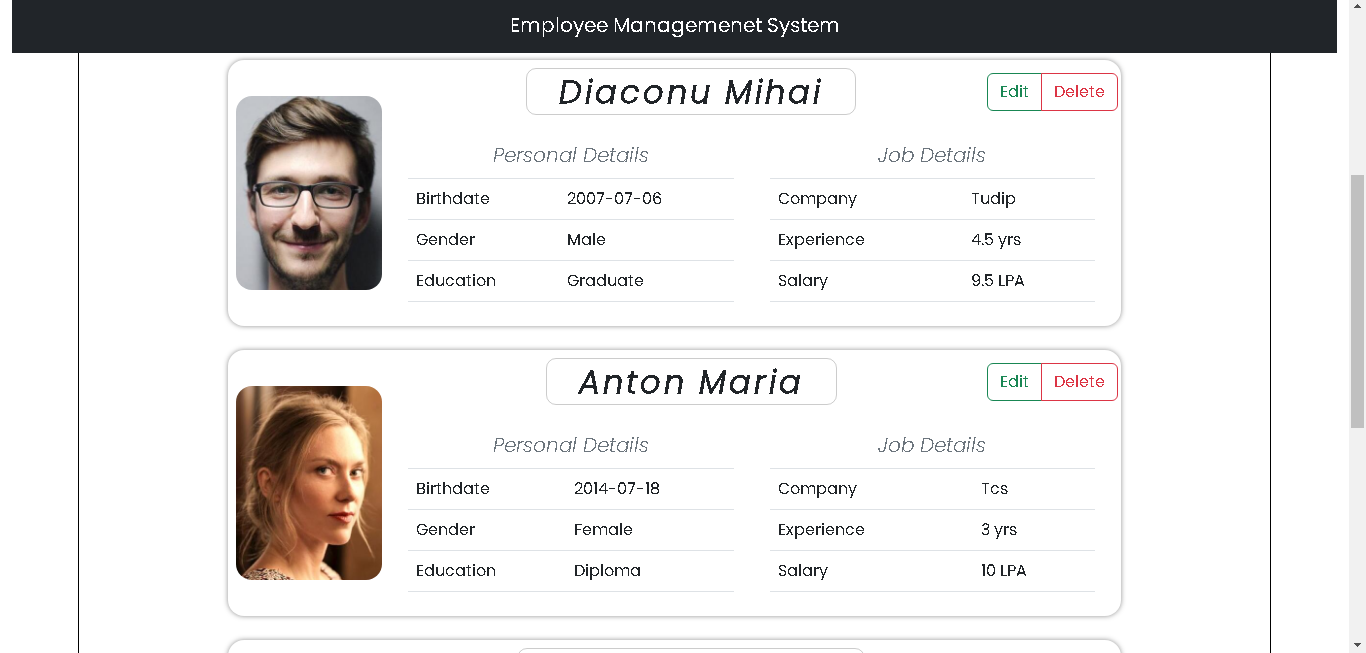 Employee Managemenet System
Diaconu Mihai
Edit Delete
Personal Details
Birthdate 2007-07-06
Gender Male
Education Graduate
Job Details
Company Tudip
Experience 4.5 yrs
Salary 9.5 LPA
Anton Maria
Edit Delete
Personal Details
Birthdate 2014-07-18
Gender Female
Education Diploma
Job Details
Company Tcs
Experience 3 yrs
Salary 10 LPA